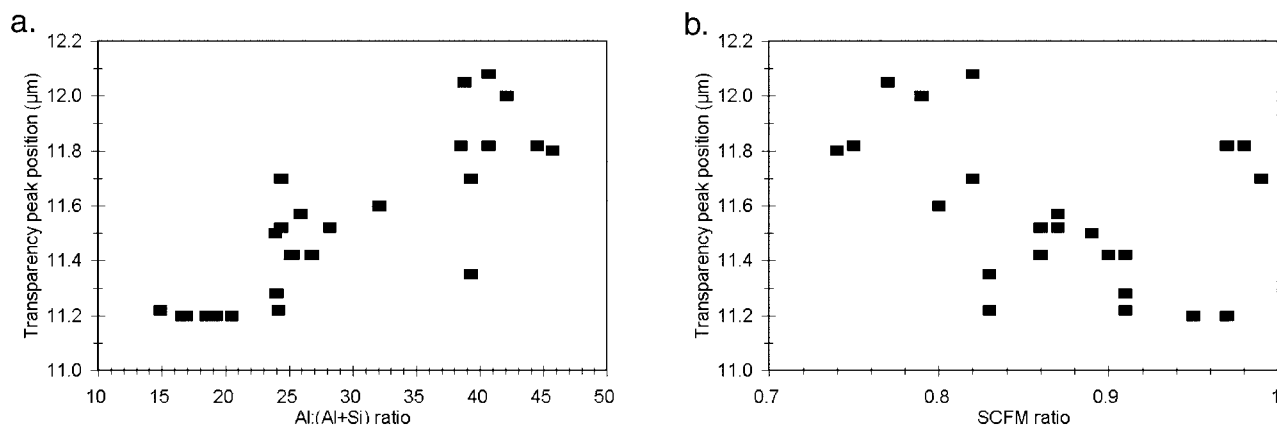 a.
12.2
12.0
11.8
11.6
11.4
11.2
11.0
Transparency peak position (µm)
10 15 20 25 30 35 40 45 50
Al:(Al+Si) ratio
b.
12.2
12.0
11.8
11.6
11.4
11.2
11.0
Transparency peak position (µm)
0.7 0.8 0.9 1
SCFM ratio